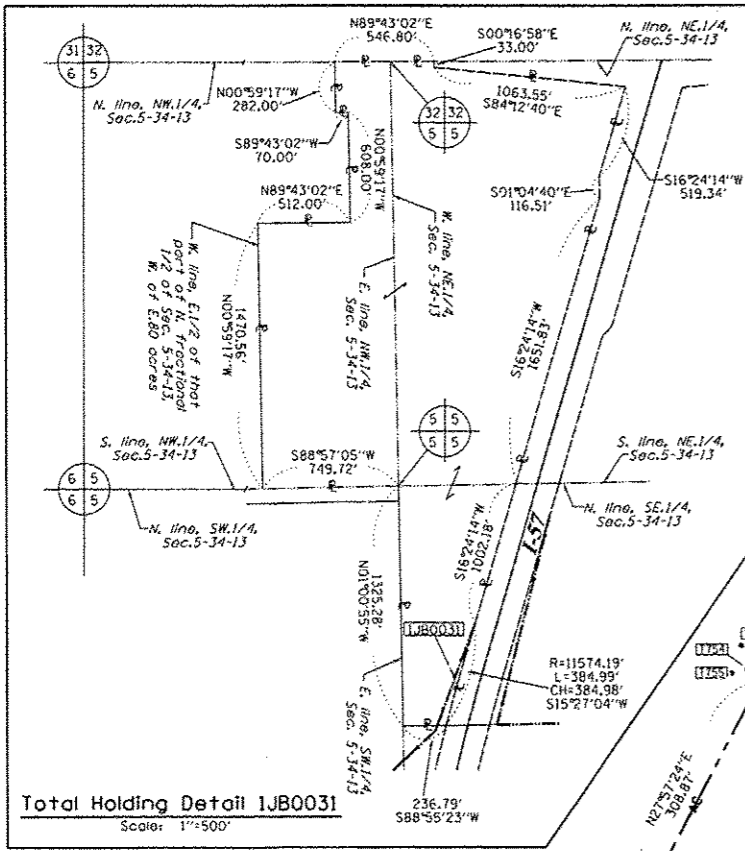 N89°43'02"E
546.80'
S00°16'58"E
33.00'
N. line, NE.1/4,
Sec.5-34-13
31 32
6 5
N00°59'17"W
282.00'
N. line, NW.1/4,
Sec.5-34-13
1063.55'
S84°12'40"E
32 32
5 5
S89°43'02"W
70.00'
N00°59'17"W
608.00'
S16°24'14"W
519.34'
S01°04'40"E
116.51'
N89°43'02"E
512.00'
W. line, NE.1/4,
Sec. 5-34-13
E. line, NW.1/4,
Sec. 5-34-13
W. line, E.1/2 of that
part of N. fractional
1/2 of Sec. 5-34-13,
W. of E.80 acres
1470.56'
N00°59'17"W
S16°24'14"W
1651.83'
5 5
5 5
S. line, NW.1/4,
Sec.5-34-13
S88°57'05"W
749.72'
S. line, NE.1/4,
Sec.5-34-13
6 5
6 5
N. line, SW.1/4,
Sec.5-34-13
N. line, SE.1/4,
Sec.5-34-13
I-57
S16°24'14"W
1002.18'
1325.28'
N01°00'55"W
1JB0031
R=11574.19'
L=384.99'
CH=384.98'
S15°27'04"W
E. line, SW.1/4,
Sec. 5-34-13
1754
1755
N27°57'24"E
308.87'
AC
236.79'
S88°55'23"W
Total Holding Detail 1JB0031
Scale: 1"=500'